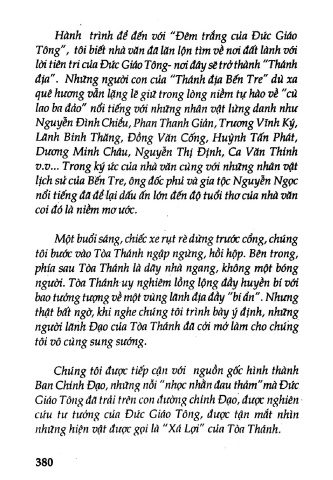 Hành trình để đến với "Đêm trắng của Đức Giáo
Tông", tôi biết nhà văn đã lăn lộn tìm về nơi đất lành với
lời tiên tri của Đức Giáo Tông- nơi đây sẽ trở thành "Thánh
địa". Những người con của "Thánh địa Bến Tre" dù xa
quê hương vẫn lặng lẽ giữ trong lòng niềm tự hào về "cù
lao ba đảo" nổi tiếng với những nhân vật lừng danh như
Nguyễn Đình Chiểu, Phan Thanh Giản, Trương Vĩnh Ký,
Lãnh Binh Thăng, Đồng Văn Cống, Huỳnh Tấn Phát,
Dương Minh Châu, Nguyễn Thị Định, Ca Văn Thỉnh
v.v... Trong ký ức của nhà văn cùng với những nhân vật
lịch sử của Bến Tre, ông đốc phủ và gia tộc Nguyễn Ngọc
nổi tiếng đã để lại dấu ấn lớn đến độ tuổi thơ của nhà văn
coi đó là niềm mơ ước.
Một buổi sáng, chiếc xe rụt rè dừng trước cổng, chúng
tôi bước vào Tòa Thánh ngập ngừng, hồi hộp. Bên trong,
phía sau Tòa Thánh là dãy nhà ngang, không một bóng
người. Tòa Thánh uy nghiêm lồng lộng đầy huyền bí với
bao tưởng tượng về một vùng lãnh địa đầy "bí ẩn". Nhưng
thật bất ngờ, khi nghe chúng tôi trình bày ý định, những
người lãnh Đạo của Tòa Thánh đã cởi mở làm cho chúng
tôi vô cùng sung sướng.
Chúng tôi được tiếp cận với nguồn gốc hình thành
Ban Chỉnh Đạo, những nỗi "nhọc nhằn đau thảm"mà Đức
Giáo Tông đã trải trên con đường chỉnh Đạo, được nghiên
cứu tư tưởng của Đức Giáo Tông, được tận mắt nhìn
những hiện vật được gọi là "Xá Lợi" của Tòa Thánh.
380